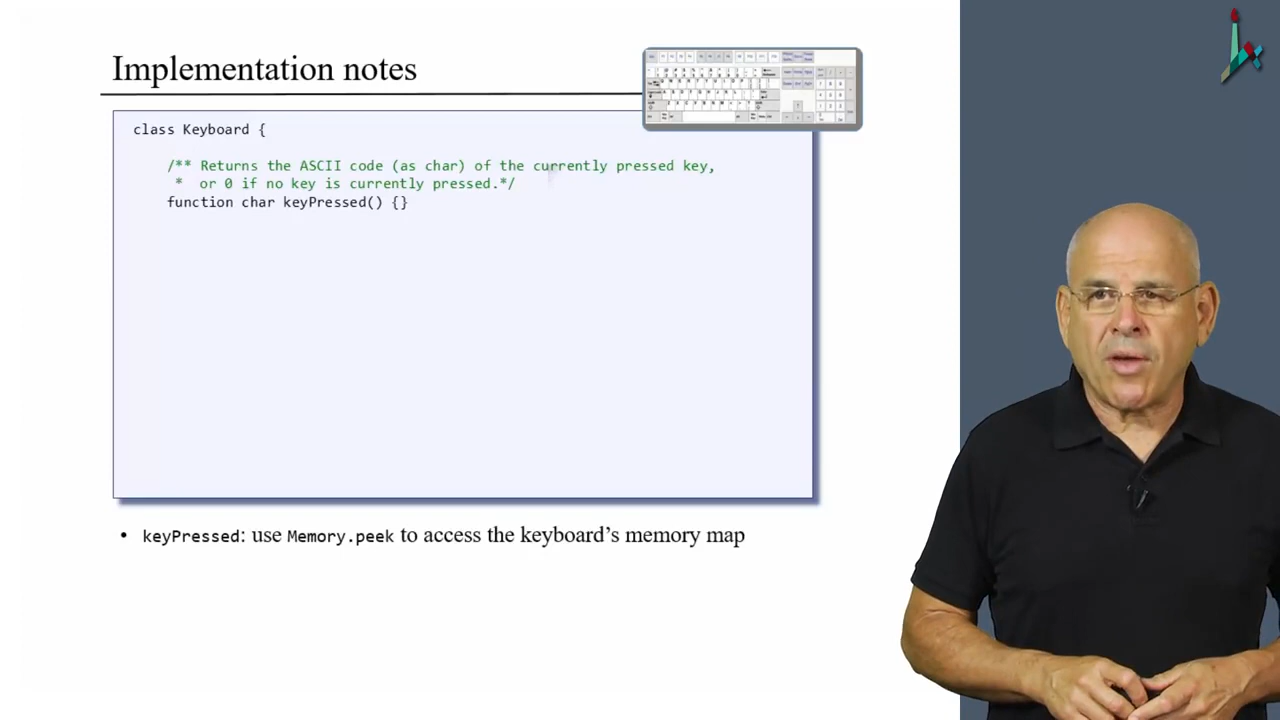 Implementation notes
class Keyboard {
/** Returns the ASCII code (as char) of the currently pressed key,
* or 0 if no key is currently pressed.*/
function char keyPressed() {}
• keyPressed: use Memory.peek to access the keyboard’s memory map